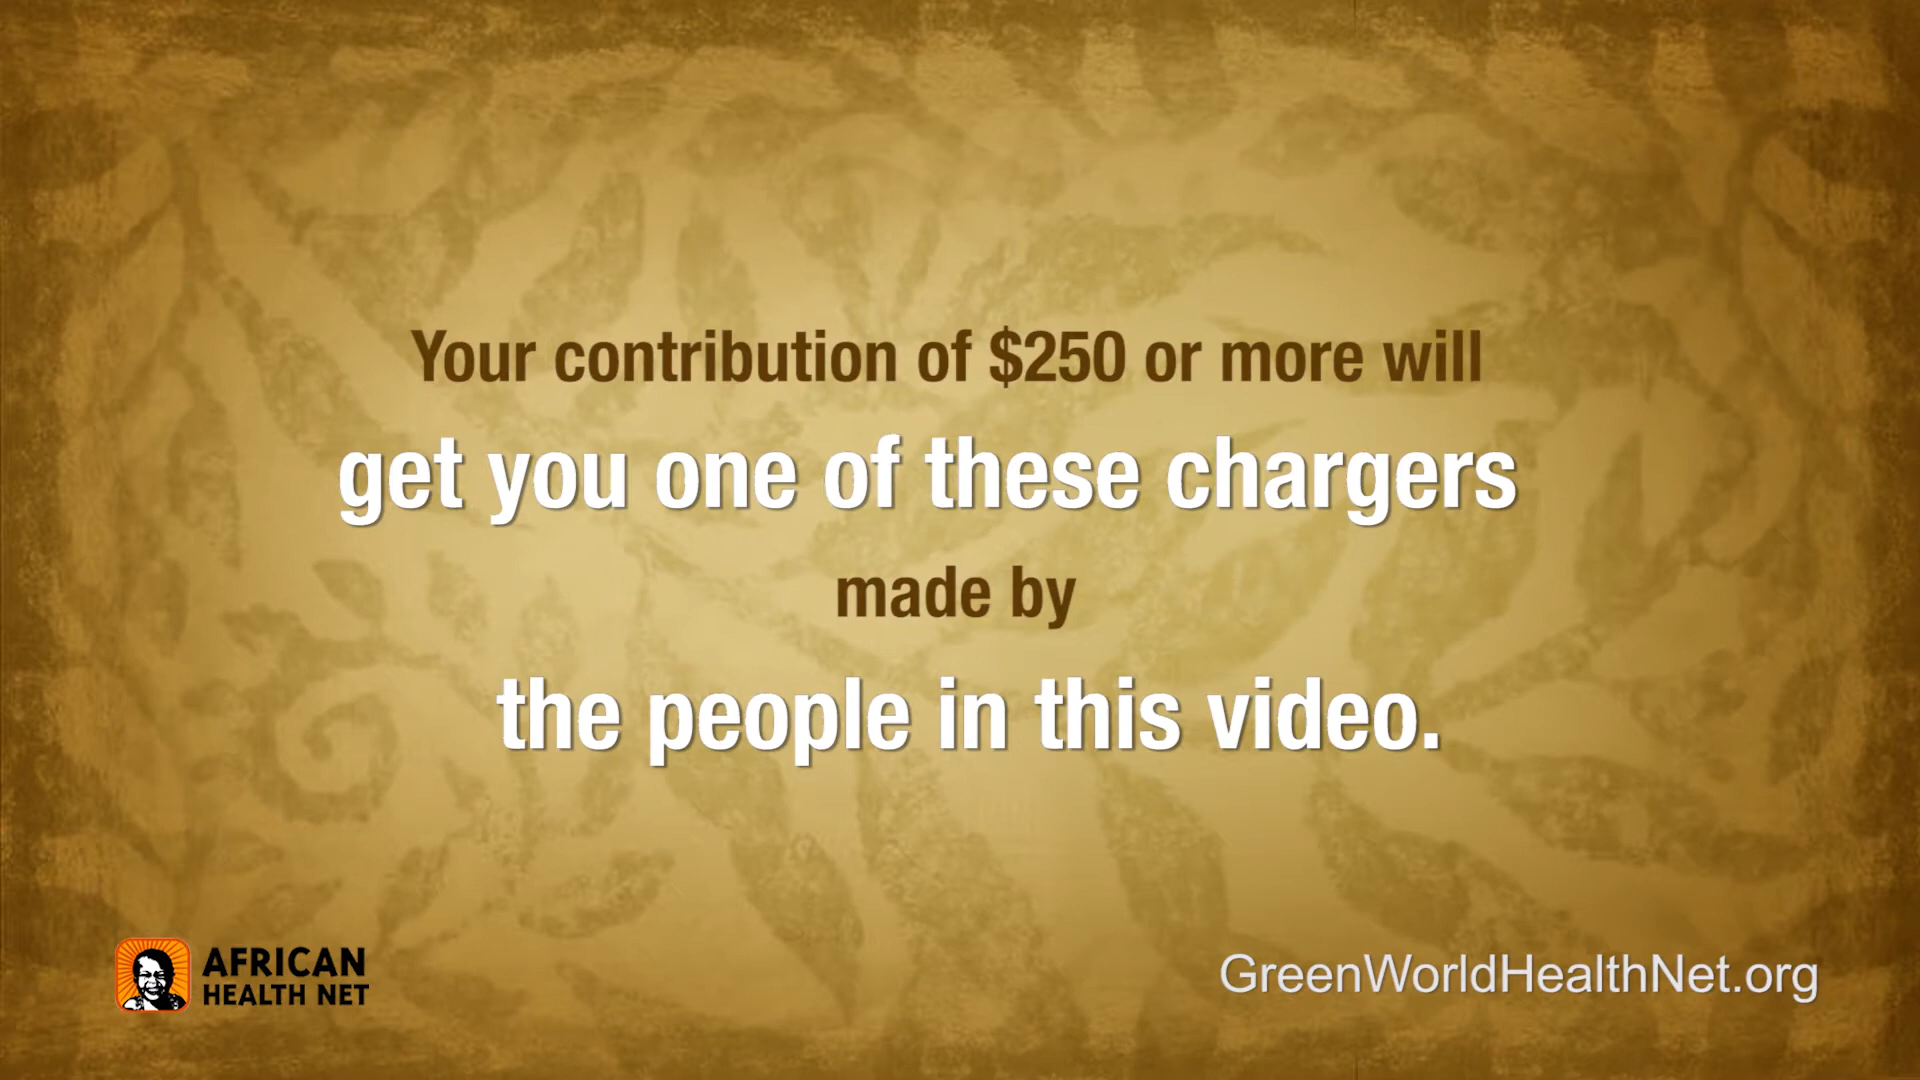 Your contribution of $250 or more will
get you one of these chargers
made by
the people in this video.
AFRICAN
HEALTH NET
GreenWorldHealthNet.org